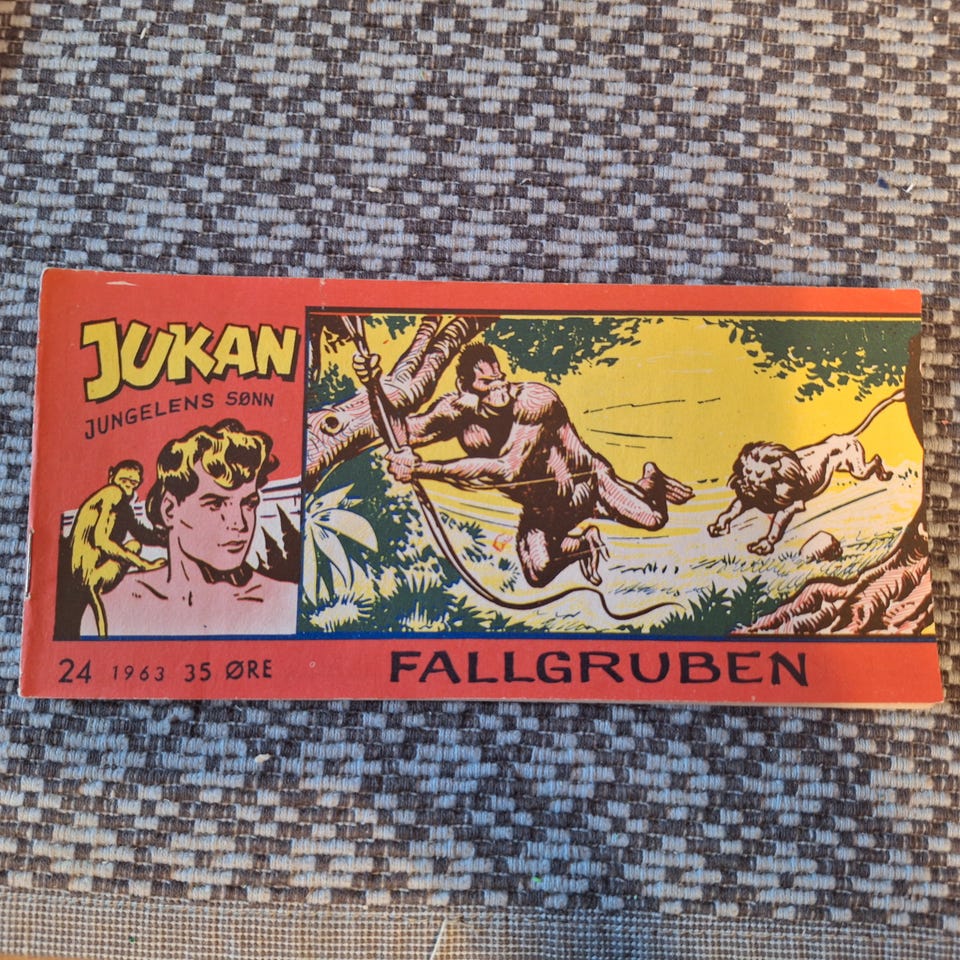 JUKAN
JUNGELENS SØNN
24 1963 35 ØRE
FALLGRUBEN